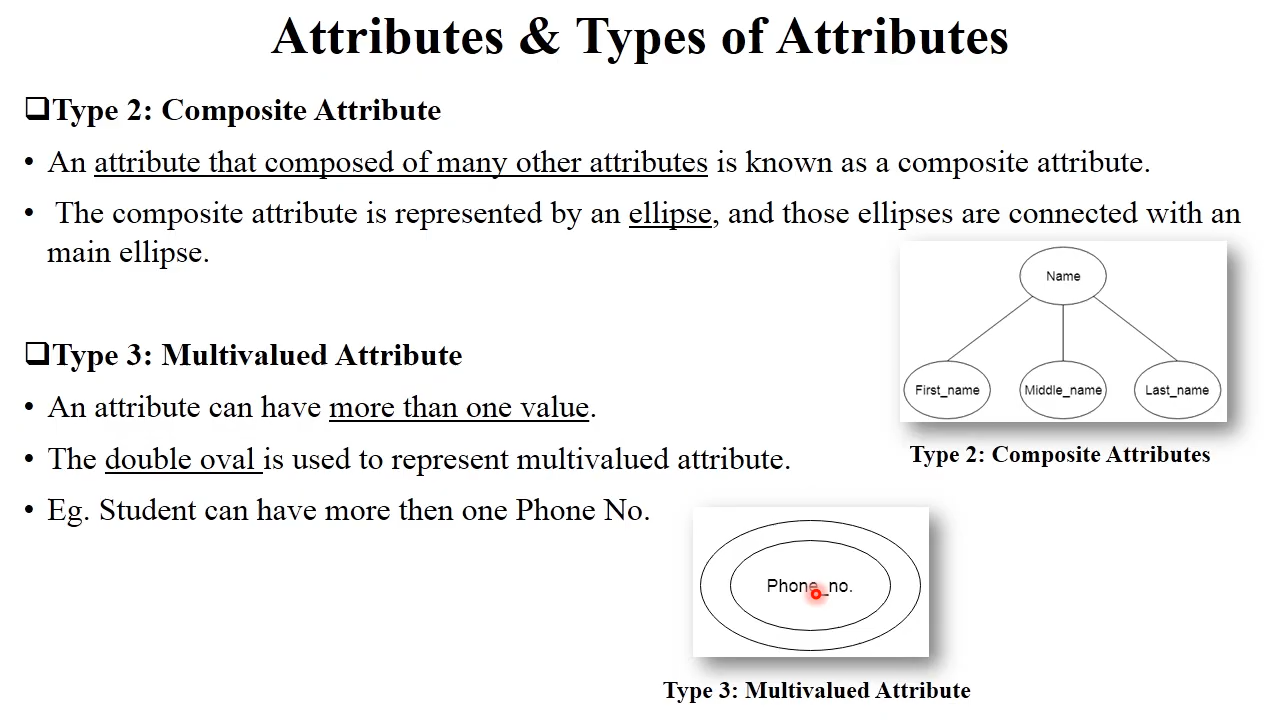 Attributes & Types of Attributes
❑Type 2: Composite Attribute
• An attribute that composed of many other attributes is known as a composite attribute.
• The composite attribute is represented by an ellipse, and those ellipses are connected with an
main ellipse.
Name
First_name Middle_name Last_name
Type 2: Composite Attributes
❑Type 3: Multivalued Attribute
• An attribute can have more than one value.
• The double oval is used to represent multivalued attribute.
• Eg. Student can have more then one Phone No.
Phone_no.
Type 3: Multivalued Attribute